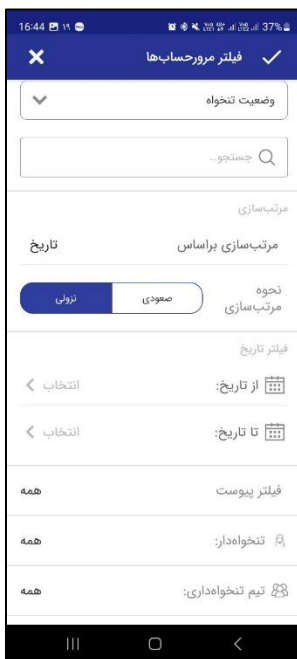 16:44 ۱۹ 37%
فیلتر مرورحساب‌ها
وضعیت تنخواه
جستجو...
مرتب‌سازی
مرتب‌سازی براساس تاریخ
نحوه مرتب‌سازی صعودی نزولی
فیلتر تاریخ
از تاریخ: انتخاب
تا تاریخ: انتخاب
فیلتر پیوست همه
تنخواه‌دار: همه
تیم تنخواه‌داری: همه